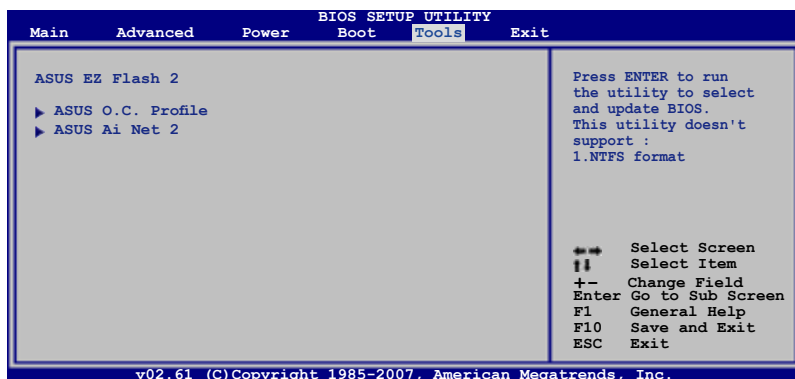 BIOS SETUP UTILITY
Main Advanced Power Boot Tools Exit
ASUS EZ Flash 2
ASUS O.C. Profile
ASUS Ai Net 2
Press ENTER to run
the utility to select
and update BIOS.
This utility doesn't
support :
1.NTFS format
←→ Select Screen
↑↓ Select Item
+- Change Field
Enter Go to Sub Screen
F1 General Help
F10 Save and Exit
ESC Exit
v02.61 (C)Copyright 1985-2007, American Megatrends, Inc.